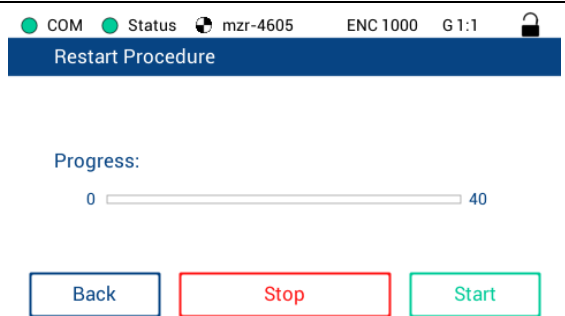 COM Status mzr-4605 ENC 1000 G 1:1
Restart Procedure
Progress:
0 40
Back Stop Start